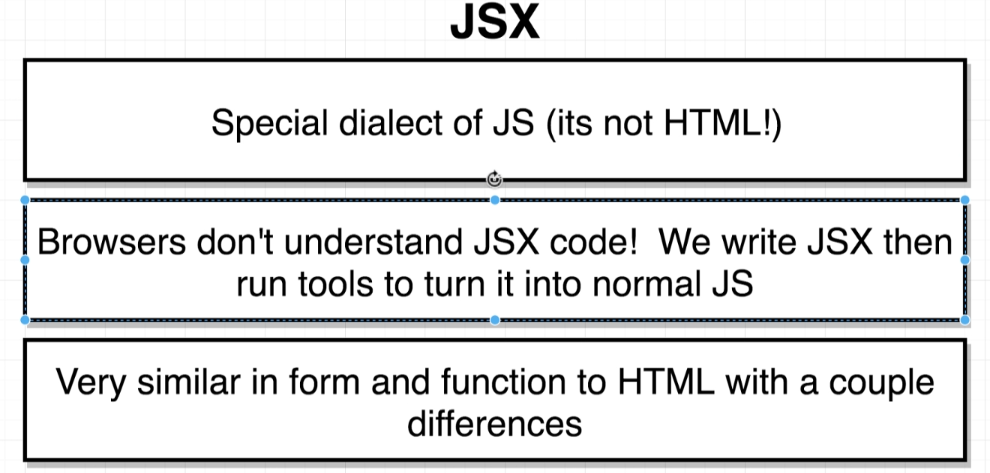 JSX
Special dialect of JS (its not HTML!)
Browsers don't understand JSX code!  We write JSX then
run tools to turn it into normal JS
Very similar in form and function to HTML with a couple
differences